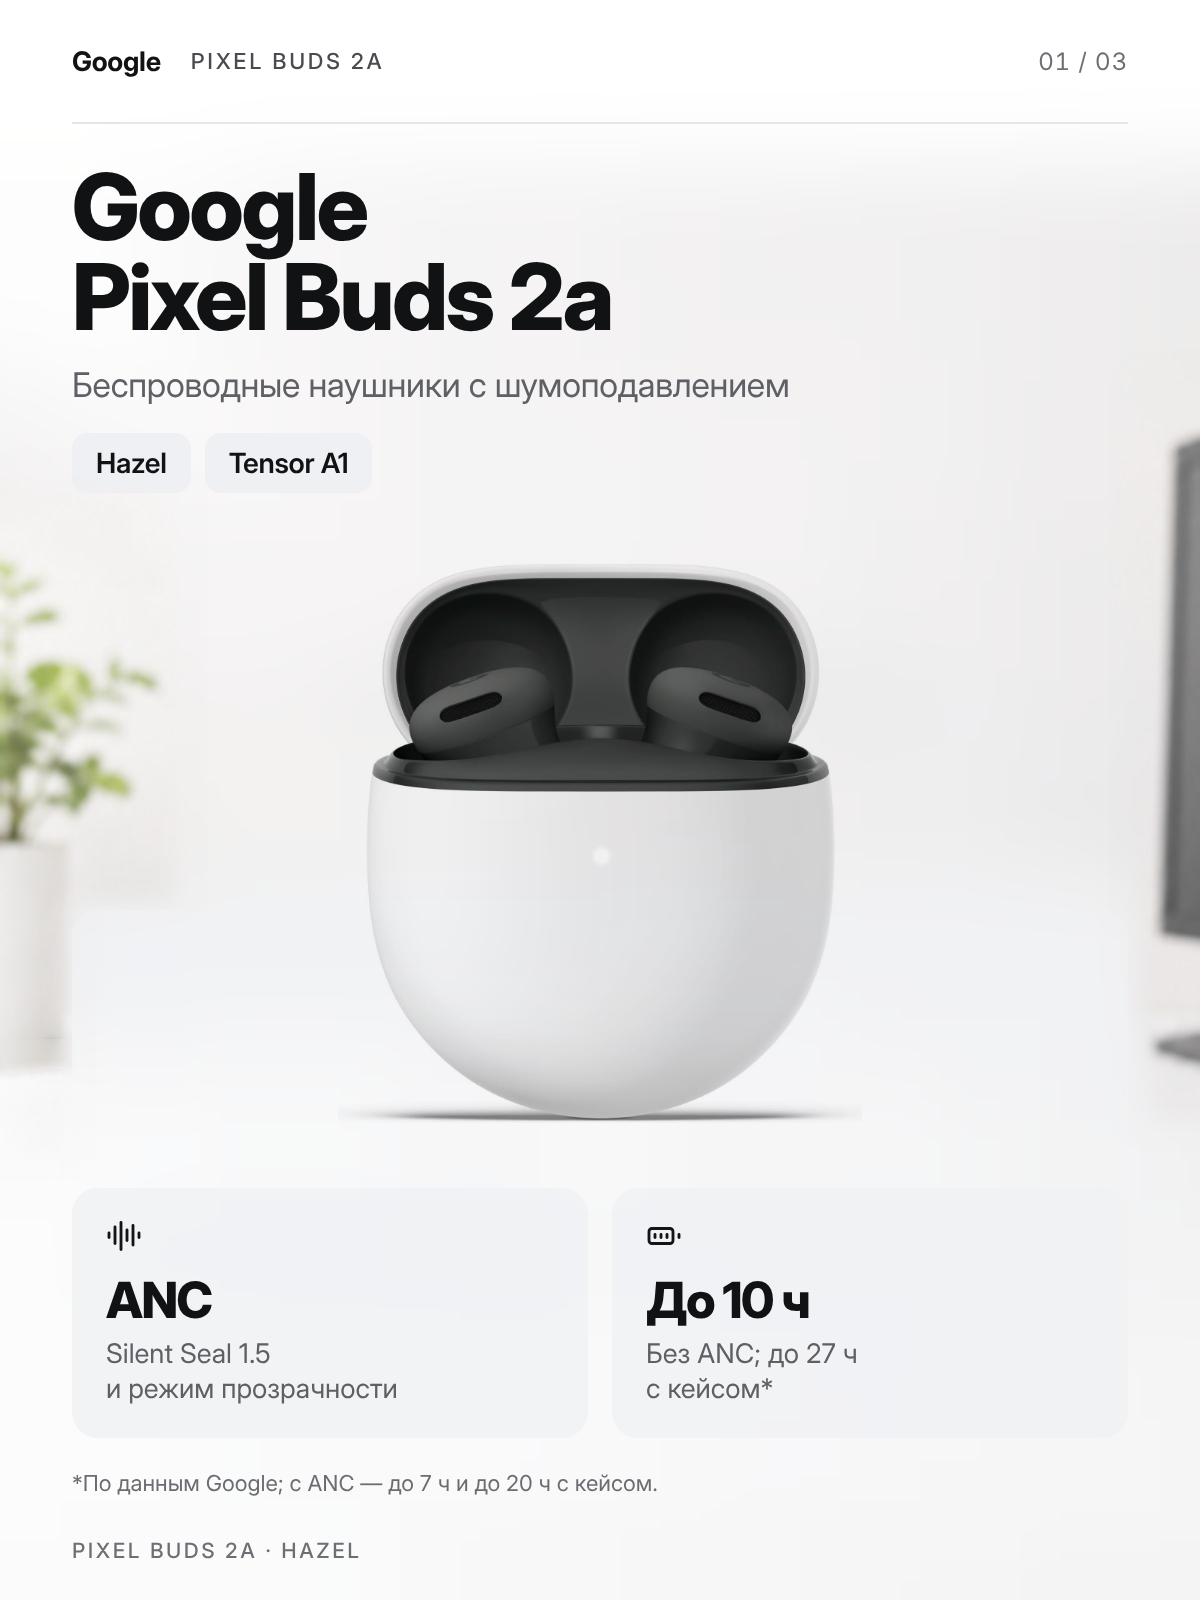 Google PIXEL BUDS 2A 01 / 03
Google
Pixel Buds 2a
Беспроводные наушники с шумоподавлением
Hazel Tensor A1
ANC
Silent Seal 1.5
и режим прозрачности
До 10 ч
Без ANC; до 27 ч
с кейсом*
*По данным Google; с ANC — до 7 ч и до 20 ч с кейсом.
PIXEL BUDS 2A · HAZEL